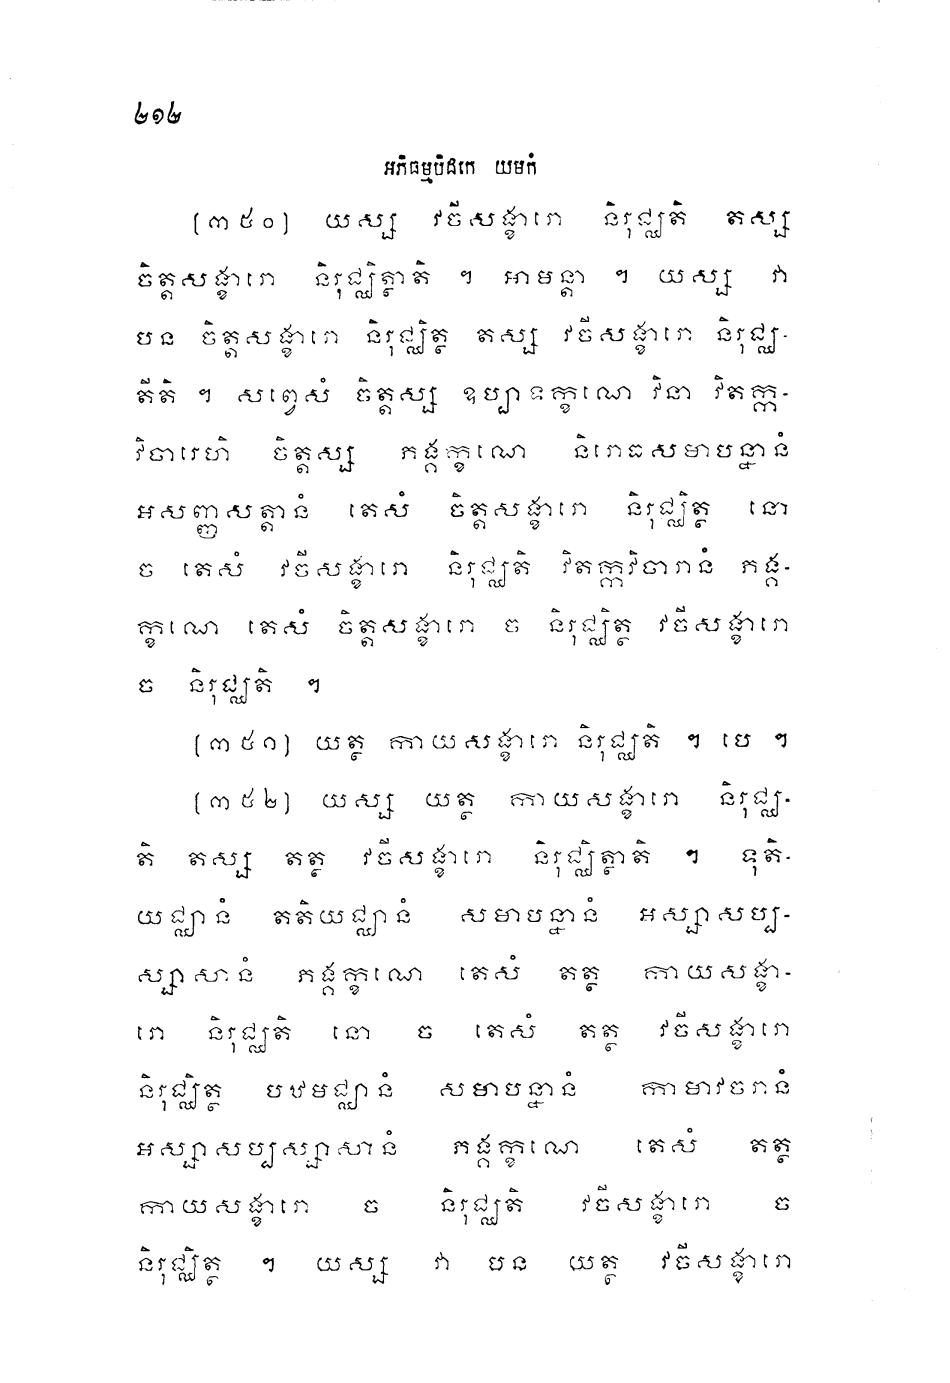 ២១២
អភិធម្មបិដកេ យមកំ
(៣៥០) យស្ស វចីសង្ខារោ និរុជ្ឈតិ តស្ស
ចិត្តសង្ខារោ និរុជ្ឈិត្ថាតិ ។ អាមន្តា ។ យស្ស វា
បន ចិត្តសង្ខារោ និរុជ្ឈិត្ថ តស្ស វចីសង្ខារោ និរុជ្ឈ-
តីតិ ។ សព្វេសំ ចិត្តស្ស ឧប្បាទក្ខណេ វិនា វិតក្ក-
វិចារេហិ ចិត្តស្ស ភង្គក្ខណេ និរោធសមាបន្នានំ
អសញ្ញសត្តានំ តេសំ ចិត្តសង្ខារោ និរុជ្ឈិត្ថ នោ
ច តេសំ វចីសង្ខារោ និរុជ្ឈតិ វិតក្កវិចារានំ ភង្គ-
ក្ខណេ តេសំ ចិត្តសង្ខារោ ច និរុជ្ឈិត្ថ វចីសង្ខារោ
ច និរុជ្ឈតិ ។
(៣៥១) យត្ថ កាយសង្ខារោ និរុជ្ឈតិ ។ បេ ។
(៣៥២) យស្ស យត្ថ កាយសង្ខារោ និរុជ្ឈ-
តិ តស្ស តត្ថ វចីសង្ខារោ និរុជ្ឈិត្ថាតិ ។ ទុតិ-
យជ្ឈានំ តតិយជ្ឈានំ សមាបន្នានំ អស្សាសប្ប-
ស្សាសានំ ភង្គក្ខណេ តេសំ តត្ថ កាយសង្ខា-
រោ និរុជ្ឈតិ នោ ច តេសំ តត្ថ វចីសង្ខារោ
និរុជ្ឈិត្ថ បឋមជ្ឈានំ សមាបន្នានំ កាមាវចរានំ
អស្សាសប្បស្សាសានំ ភង្គក្ខណេ តេសំ តត្ថ
កាយសង្ខារោ ច និរុជ្ឈតិ វចីសង្ខារោ ច
និរុជ្ឈិត្ថ ។ យស្ស វា បន យត្ថ វចីសង្ខារោ